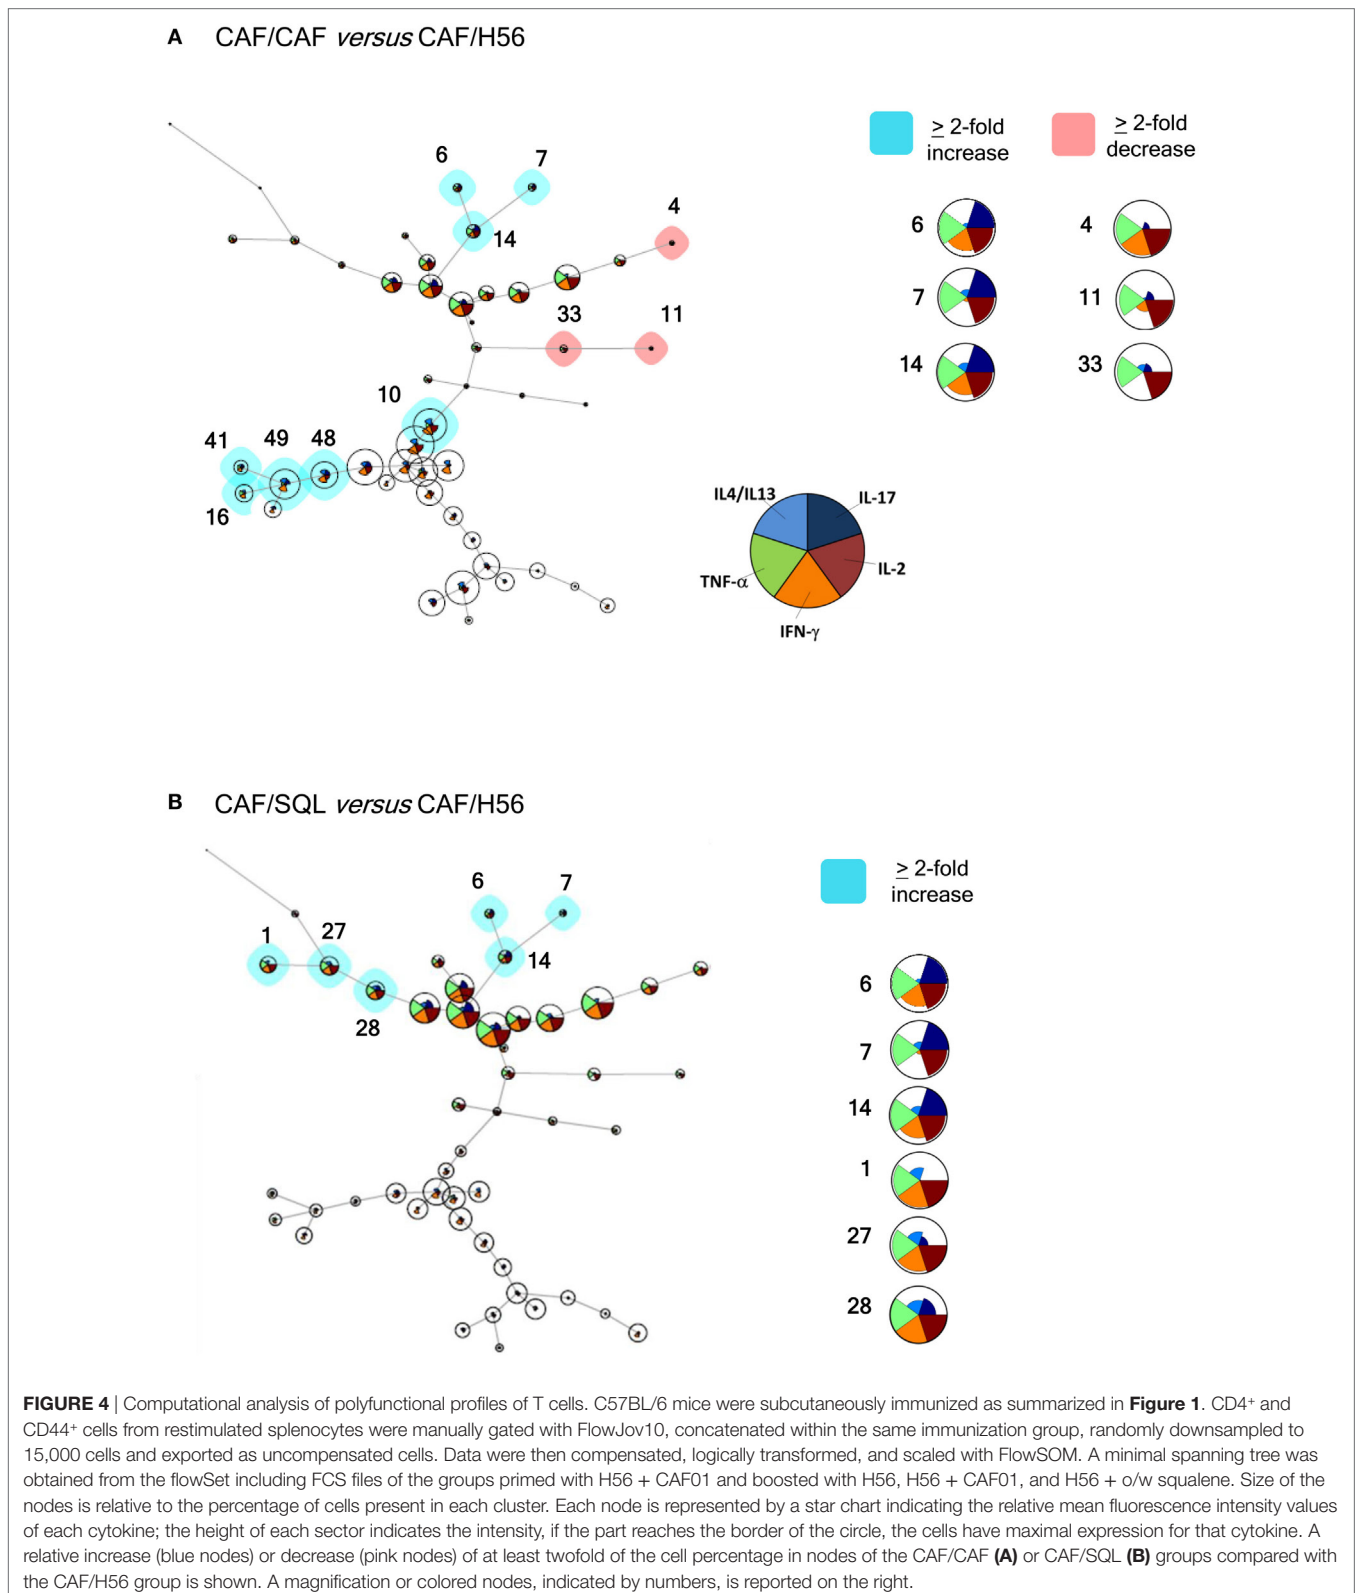 A CAF/CAF versus CAF/H56
≥ 2-fold
increase
≥ 2-fold
decrease
6
7
14
4
33
11
10
41
49
48
16
6
7
14
4
11
33
IL4/IL13
IL-17
TNF-α
IL-2
IFN-γ
B CAF/SQL versus CAF/H56
≥ 2-fold
increase
6
7
1
27
14
28
6
7
14
1
27
28
FIGURE 4 | Computational analysis of polyfunctional profiles of T cells. C57BL/6 mice were subcutaneously immunized as summarized in Figure 1. CD4+ and
CD44+ cells from restimulated splenocytes were manually gated with FlowJov10, concatenated within the same immunization group, randomly downsampled to
15,000 cells and exported as uncompensated cells. Data were then compensated, logically transformed, and scaled with FlowSOM. A minimal spanning tree was
obtained from the flowSet including FCS files of the groups primed with H56 + CAF01 and boosted with H56, H56 + CAF01, and H56 + o/w squalene. Size of the
nodes is relative to the percentage of cells present in each cluster. Each node is represented by a star chart indicating the relative mean fluorescence intensity values
of each cytokine; the height of each sector indicates the intensity, if the part reaches the border of the circle, the cells have maximal expression for that cytokine. A
relative increase (blue nodes) or decrease (pink nodes) of at least twofold of the cell percentage in nodes of the CAF/CAF (A) or CAF/SQL (B) groups compared with
the CAF/H56 group is shown. A magnification or colored nodes, indicated by numbers, is reported on the right.